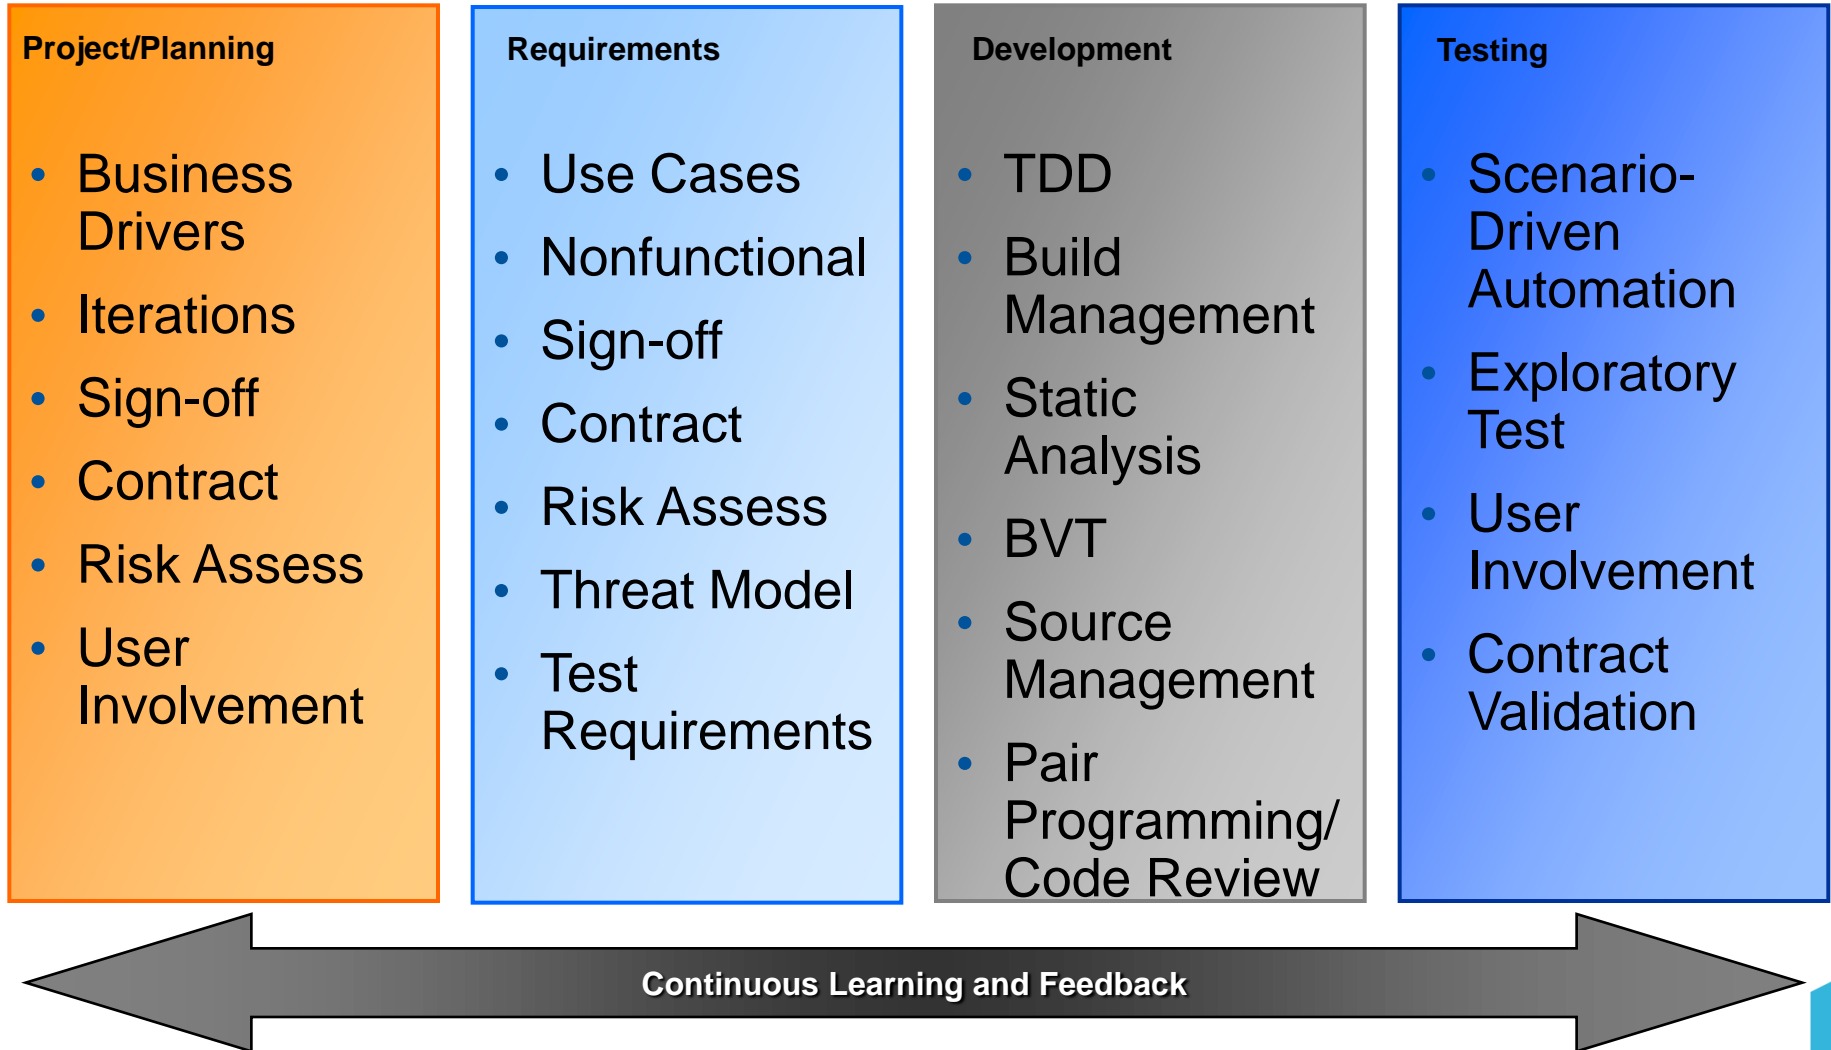 Project/Planning
• Business
Drivers
• Iterations
• Sign-off
• Contract
• Risk Assess
• User
Involvement
Requirements
• Use Cases
• Nonfunctional
• Sign-off
• Contract
• Risk Assess
• Threat Model
• Test
Requirements
Development
• TDD
• Build
Management
• Static
Analysis
• BVT
• Source
Management
• Pair
Programming/
Code Review
Testing
• Scenario-
Driven
Automation
• Exploratory
Test
• User
Involvement
• Contract
Validation
Continuous Learning and Feedback